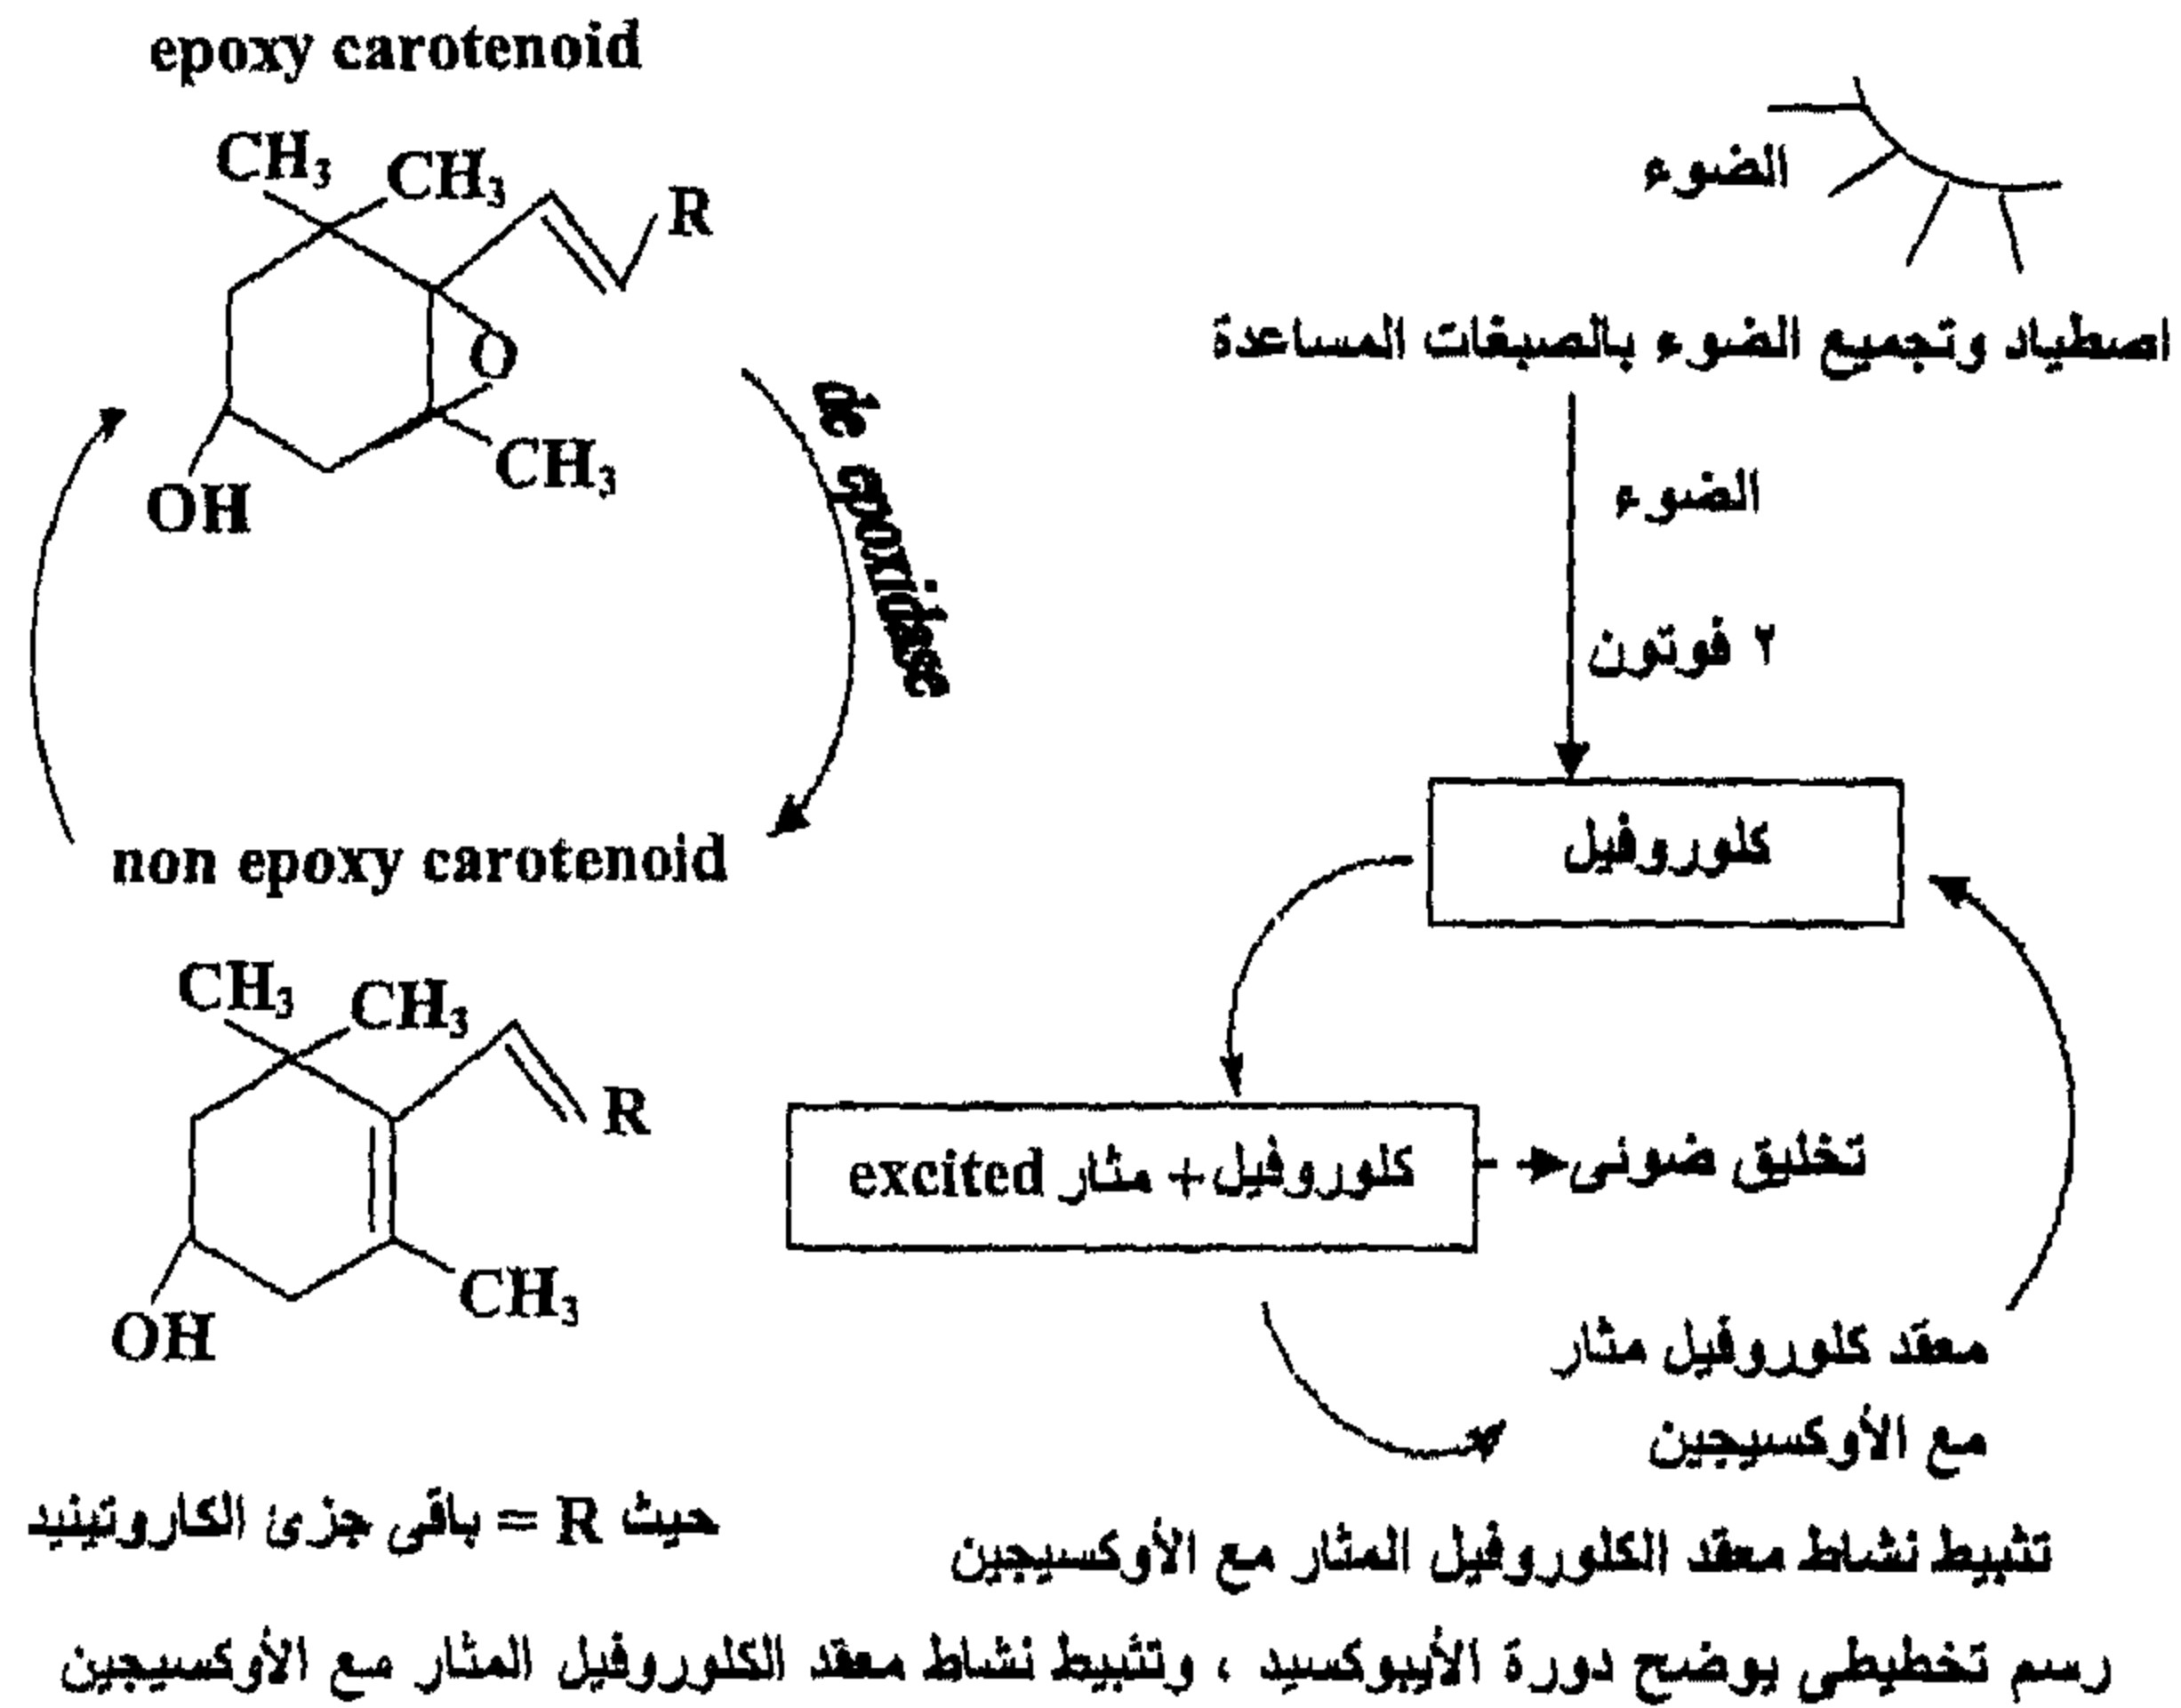 epoxy carotenoid
CH₃
CH₃
R
O
CH₃
OH
de epoxidase
non epoxy carotenoid
CH₃
CH₃
R
CH₃
OH
حيث R = باقى جزئ الكاروتينيد
الضوء
اصطياد وتجميع الضوء بالصبغات المساعدة
الضوء
٢ فوتون
كلوروفيل
كلوروفيل+ مثار excited
تخليق ضوئى
معقد كلوروفيل مثار
مع الأوكسيجين
تثبيط نشاط معقد الكلوروفيل المثار مع الأوكسيجين
رسم تخطيطى يوضح دورة الأيبوكسيد ، وتثبيط نشاط معقد الكلوروفيل المثار مع الأوكسيجين